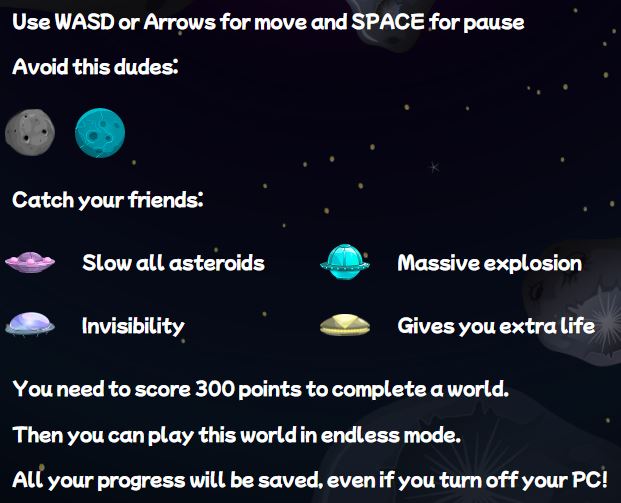 Use WASD or Arrows for move and SPACE for pause
Avoid this dudes:
Catch your friends:
Slow all asteroids
Massive explosion
Invisibility
Gives you extra life
You need to score 300 points to complete a world.
Then you can play this world in endless mode.
All your progress will be saved, even if you turn off your PC!